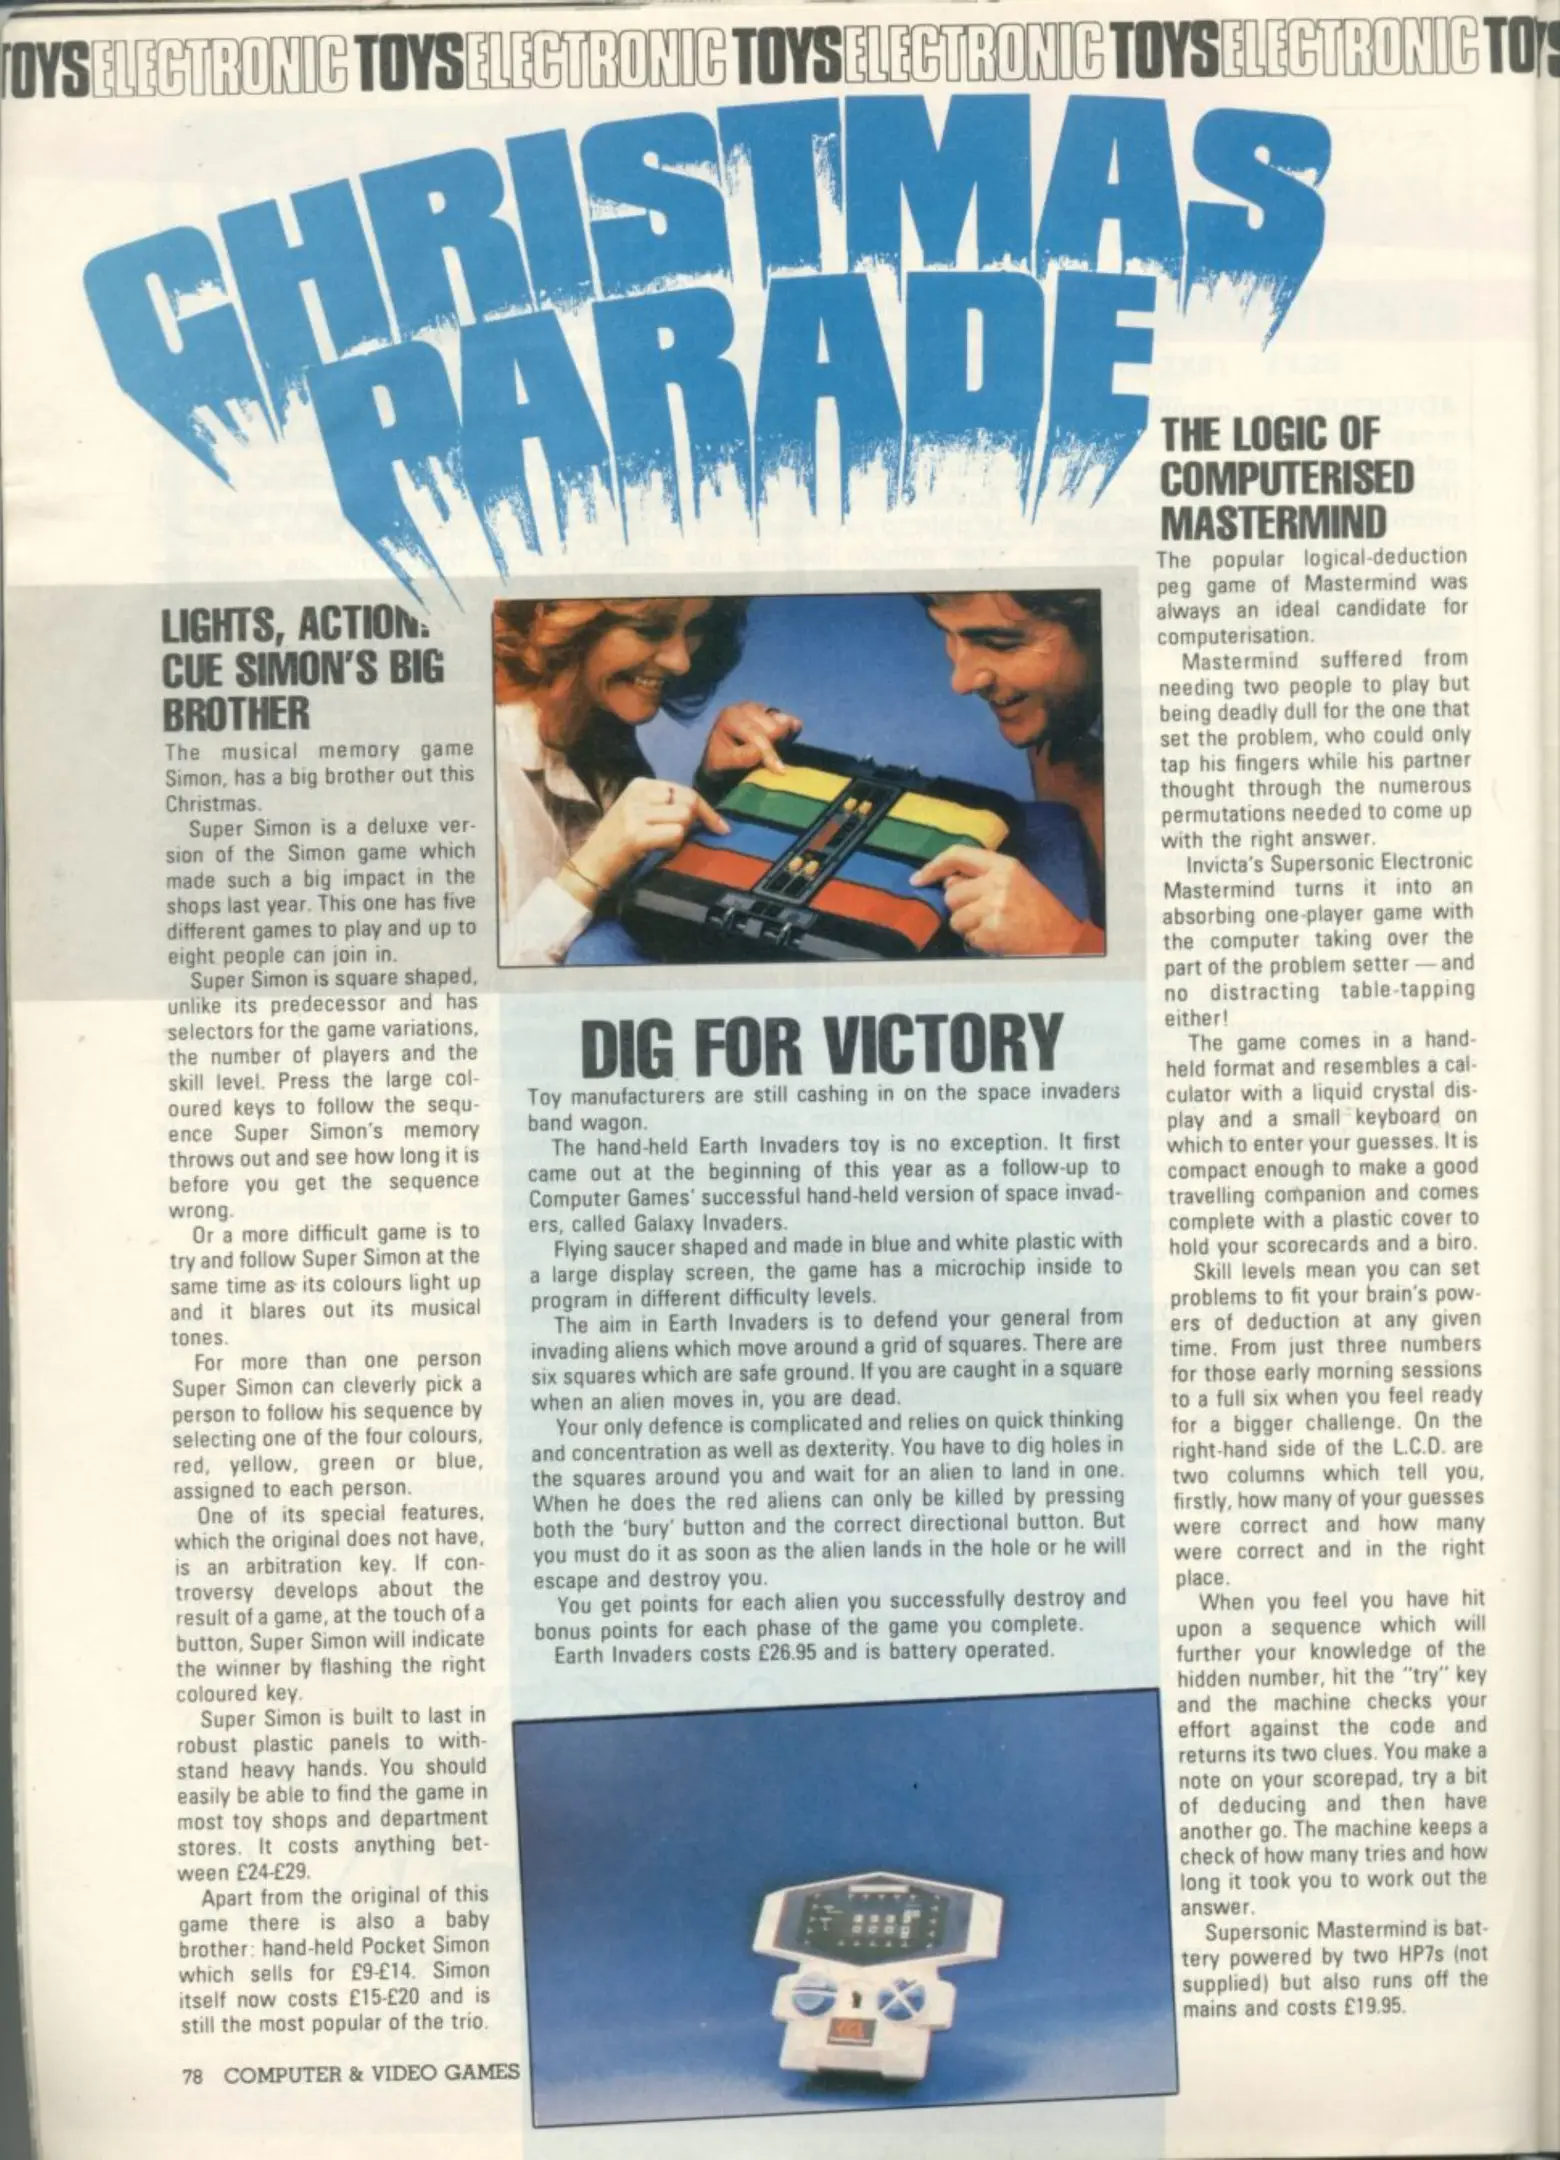 TOYS ELECTRONIC TOYS ELECTRONIC TOYS ELECTRONIC TOYS ELECTRONIC TOYS
CHRISTMAS
PARADE
LIGHTS, ACTION:
CUE SIMON'S BIG
BROTHER
The musical memory game
Simon, has a big brother out this
Christmas.
Super Simon is a deluxe ver-
sion of the Simon game which
made such a big impact in the
shops last year. This one has five
different games to play and up to
eight people can join in.
Super Simon is square shaped,
unlike its predecessor and has
selectors for the game variations,
the number of players and the
skill level. Press the large col-
oured keys to follow the sequ-
ence Super Simon's memory
throws out and see how long it is
before you get the sequence
wrong.
Or a more difficult game is to
try and follow Super Simon at the
same time as its colours light up
and it blares out its musical
tones.
For more than one person
Super Simon can cleverly pick a
person to follow his sequence by
selecting one of the four colours,
red, yellow, green or blue,
assigned to each person.
One of its special features,
which the original does not have,
is an arbitration key. If con-
troversy develops about the
result of a game, at the touch of a
button, Super Simon will indicate
the winner by flashing the right
coloured key.
Super Simon is built to last in
robust plastic panels to with-
stand heavy hands. You should
easily be able to find the game in
most toy shops and department
stores. It costs anything bet-
ween £24-£29.
Apart from the original of this
game there is also a baby
brother: hand-held Pocket Simon
which sells for £9-£14. Simon
itself now costs £15-£20 and is
still the most popular of the trio.
DIG FOR VICTORY
Toy manufacturers are still cashing in on the space invaders
band wagon.
The hand-held Earth Invaders toy is no exception. It first
came out at the beginning of this year as a follow-up to
Computer Games' successful hand-held version of space invad-
ers, called Galaxy Invaders.
Flying saucer shaped and made in blue and white plastic with
a large display screen, the game has a microchip inside to
program in different difficulty levels.
The aim in Earth Invaders is to defend your general from
invading aliens which move around a grid of squares. There are
six squares which are safe ground. If you are caught in a square
when an alien moves in, you are dead.
Your only defence is complicated and relies on quick thinking
and concentration as well as dexterity. You have to dig holes in
the squares around you and wait for an alien to land in one.
When he does the red aliens can only be killed by pressing
both the 'bury' button and the correct directional button. But
you must do it as soon as the alien lands in the hole or he will
escape and destroy you.
You get points for each alien you successfully destroy and
bonus points for each phase of the game you complete.
Earth Invaders costs £26.95 and is battery operated.
THE LOGIC OF
COMPUTERISED
MASTERMIND
The popular logical-deduction
peg game of Mastermind was
always an ideal candidate for
computerisation.
Mastermind suffered from
needing two people to play but
being deadly dull for the one that
set the problem, who could only
tap his fingers while his partner
thought through the numerous
permutations needed to come up
with the right answer.
Invicta's Supersonic Electronic
Mastermind turns it into an
absorbing one-player game with
the computer taking over the
part of the problem setter — and
no distracting table-tapping
either!
The game comes in a hand-
held format and resembles a cal-
culator with a liquid crystal dis-
play and a small keyboard on
which to enter your guesses. It is
compact enough to make a good
travelling companion and comes
complete with a plastic cover to
hold your scorecards and a biro.
Skill levels mean you can set
problems to fit your brain's pow-
ers of deduction at any given
time. From just three numbers
for those early morning sessions
to a full six when you feel ready
for a bigger challenge. On the
right-hand side of the L.C.D. are
two columns which tell you,
firstly, how many of your guesses
were correct and how many
were correct and in the right
place.
When you feel you have hit
upon a sequence which will
further your knowledge of the
hidden number, hit the "try" key
and the machine checks your
effort against the code and
returns its two clues. You make a
note on your scorepad, try a bit
of deducing and then have
another go. The machine keeps a
check of how many tries and how
long it took you to work out the
answer.
Supersonic Mastermind is bat-
tery powered by two HP7s (not
supplied) but also runs off the
mains and costs £19.95.
78 COMPUTER & VIDEO GAMES